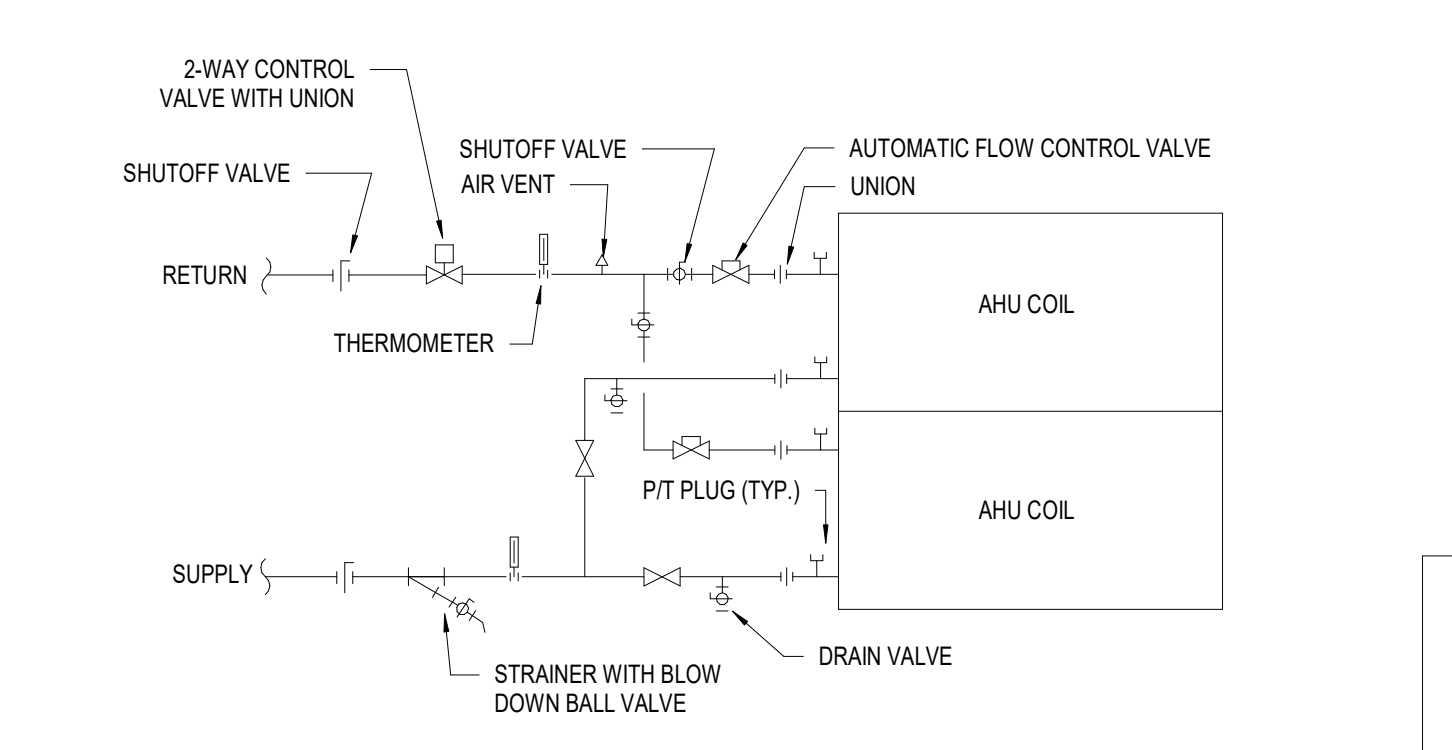 2-WAY CONTROL
VALVE WITH UNION
SHUTOFF VALVE
SHUTOFF VALVE
AIR VENT
AUTOMATIC FLOW CONTROL VALVE
UNION
RETURN
THERMOMETER
AHU COIL
P/T PLUG (TYP.)
AHU COIL
SUPPLY
STRAINER WITH BLOW
DOWN BALL VALVE
DRAIN VALVE